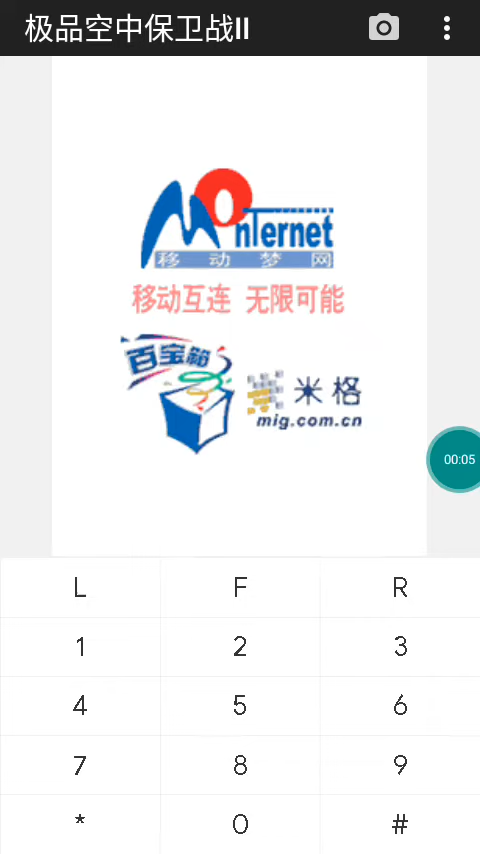 极品空中保卫战II
Monternet
移动梦网
移动互连 无限可能
百宝箱
米格
mig.com.cn
00:05
L F R
1 2 3
4 5 6
7 8 9
* 0 #